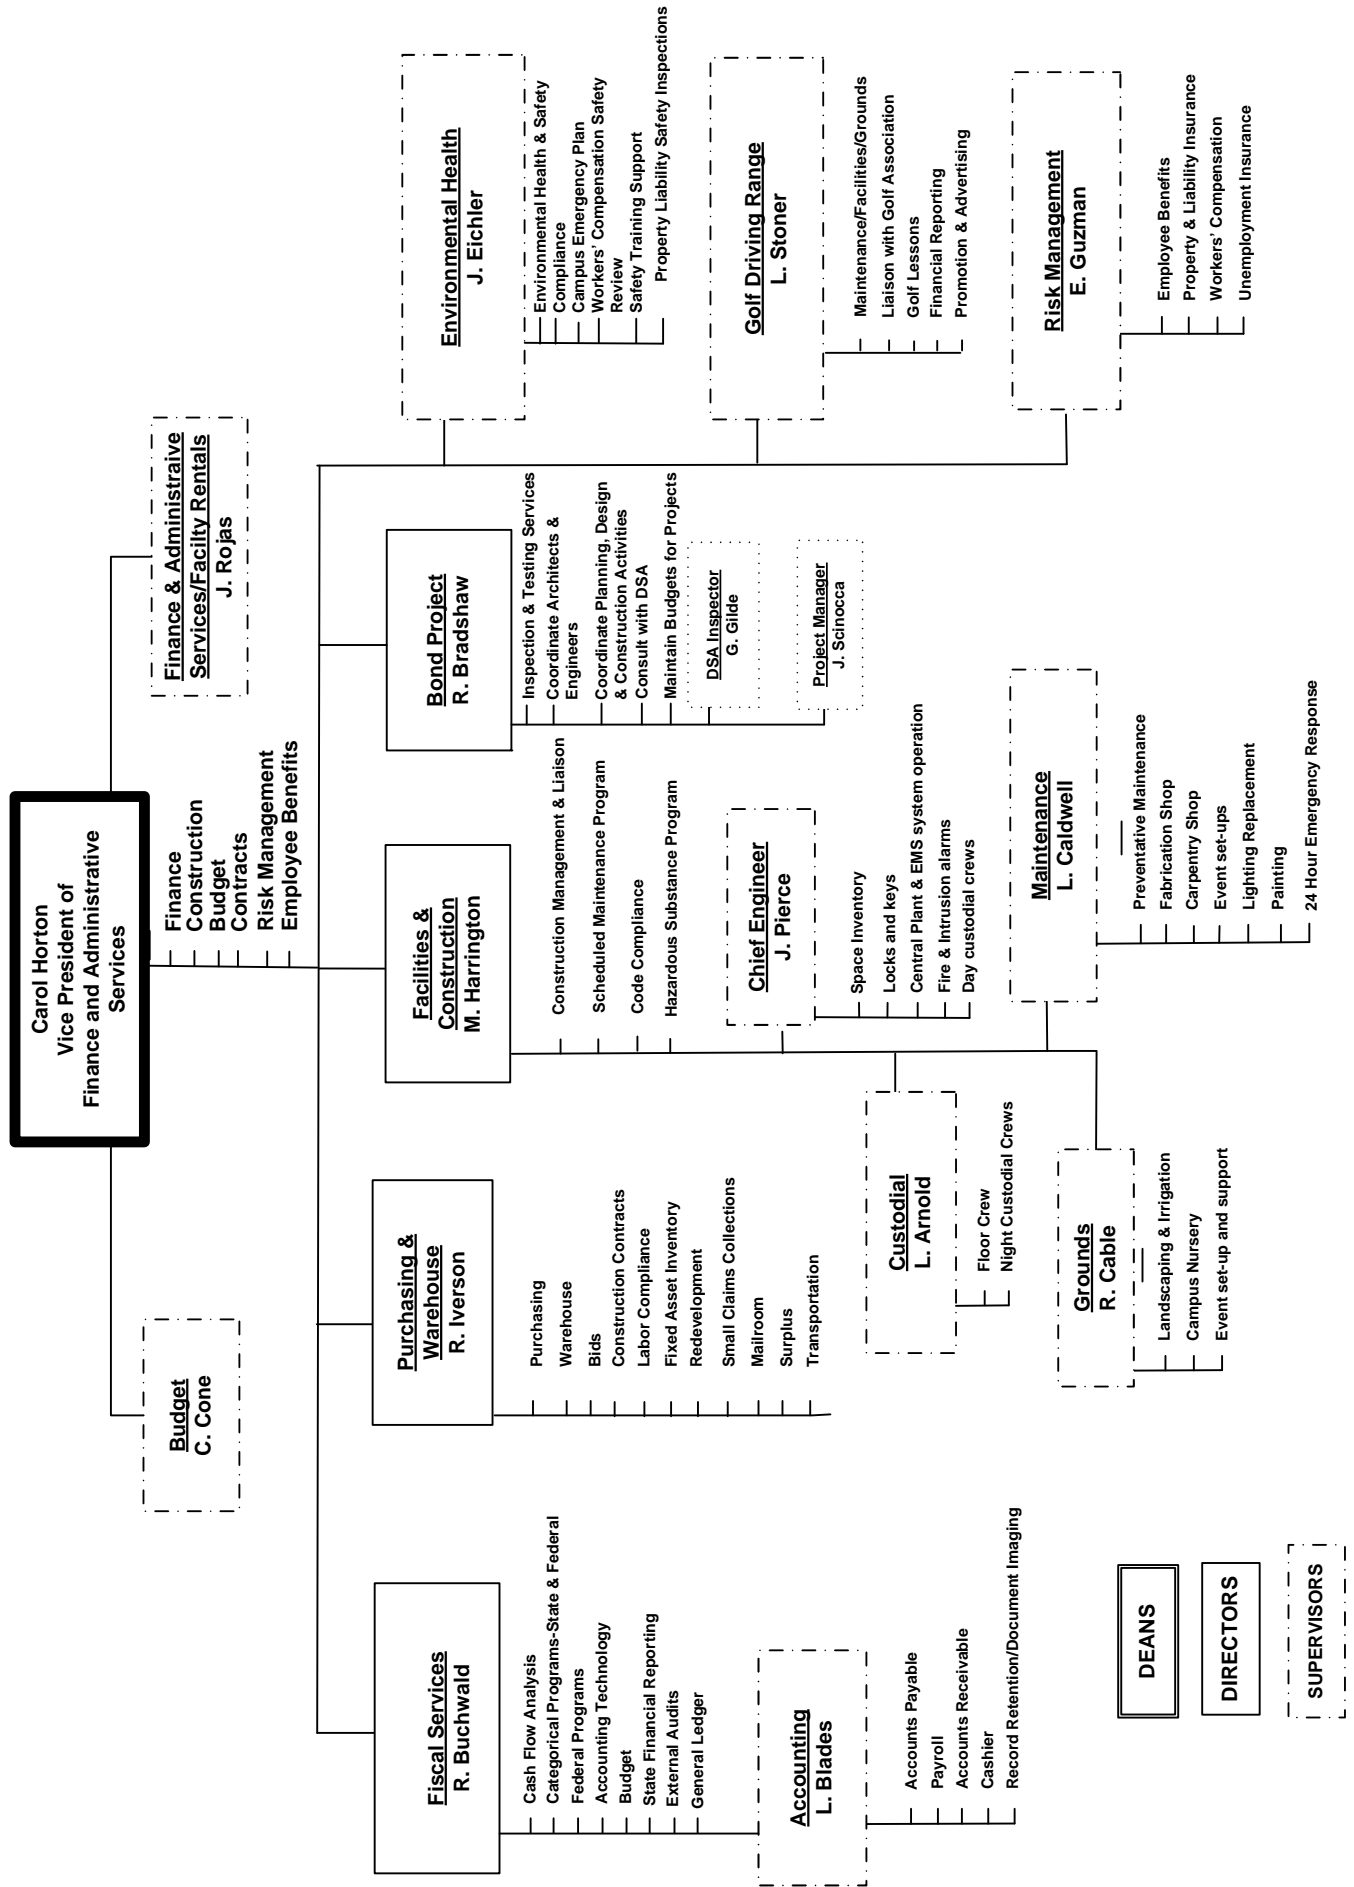 Carol Horton
Vice President of
Finance and Administrative
Services
Finance
Construction
Budget
Contracts
Risk Management
Employee Benefits
Budget
C. Cone
Finance & Administraive
Services/Facilty Rentals
J. Rojas
Fiscal Services
R. Buchwald
Cash Flow Analysis
Categorical Programs-State & Federal
Federal Programs
Accounting Technology
Budget
State Financial Reporting
External Audits
General Ledger
Accounting
L. Blades
Accounts Payable
Payroll
Accounts Receivable
Cashier
Record Retention/Document Imaging
Purchasing &
Warehouse
R. Iverson
Purchasing
Warehouse
Bids
Construction Contracts
Labor Compliance
Fixed Asset Inventory
Redevelopment
Small Claims Collections
Mailroom
Surplus
Transportation
Facilities &
Construction
M. Harrington
Construction Management & Liaison
Scheduled Maintenance Program
Code Compliance
Hazardous Substance Program
Chief Engineer
J. Pierce
Space Inventory
Locks and keys
Central Plant & EMS system operation
Fire & Intrusion alarms
Day custodial crews
Custodial
L. Arnold
Floor Crew
Night Custodial Crews
Maintenance
L. Caldwell
Preventative Maintenance
Fabrication Shop
Carpentry Shop
Event set-ups
Lighting Replacement
Painting
24 Hour Emergency Response
Grounds
R. Cable
Landscaping & Irrigation
Campus Nursery
Event set-up and support
Bond Project
R. Bradshaw
Inspection & Testing Services
Coordinate Architects &
Engineers
Coordinate Planning, Design
& Construction Activities
Consult with DSA
Maintain Budgets for Projects
DSA Inspector
G. Gilde
Project Manager
J. Scinocca
Environmental Health
J. Eichler
Environmental Health & Safety
Compliance
Campus Emergency Plan
Workers' Compensation Safety
Review
Safety Training Support
Property Liability Safety Inspections
Golf Driving Range
L. Stoner
Maintenance/Facilities/Grounds
Liaison with Golf Association
Golf Lessons
Financial Reporting
Promotion & Advertising
Risk Management
E. Guzman
Employee Benefits
Property & Liability Insurance
Workers' Compensation
Unemployment Insurance
DEANS
DIRECTORS
SUPERVISORS